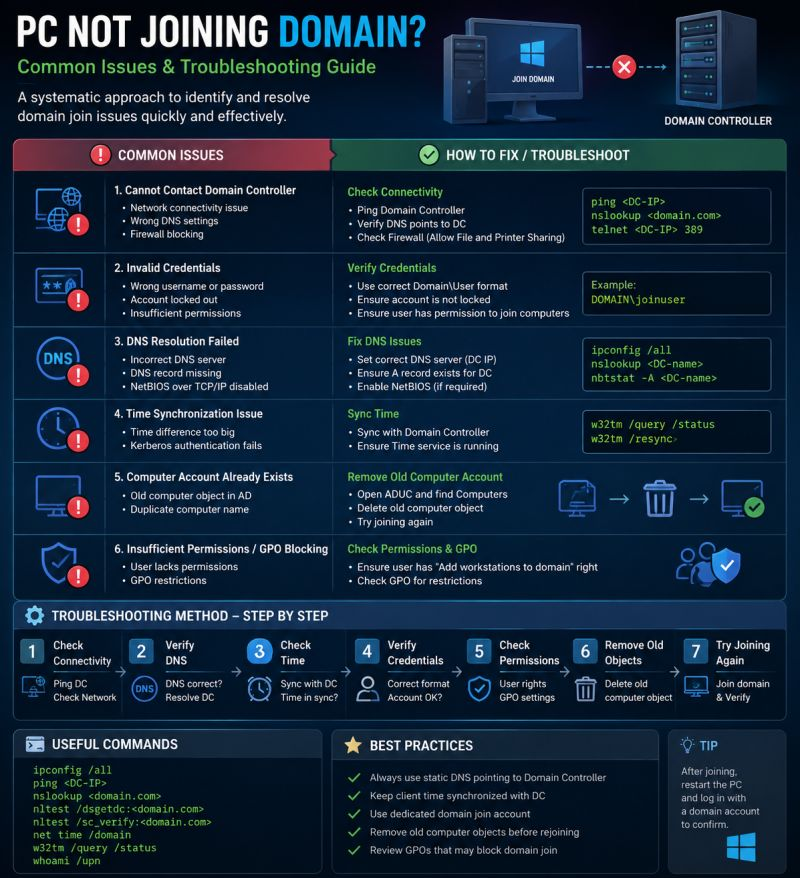 PC NOT JOINING DOMAIN?
Common Issues & Troubleshooting Guide
A systematic approach to identify and resolve
domain join issues quickly and effectively.
JOIN DOMAIN
DOMAIN CONTROLLER
COMMON ISSUES
HOW TO FIX / TROUBLESHOOT
1. Cannot Contact Domain Controller
• Network connectivity issue
• Wrong DNS settings
• Firewall blocking
Check Connectivity
• Ping Domain Controller
• Verify DNS points to DC
• Check Firewall (Allow File and Printer Sharing)
ping <DC-IP>
nslookup <domain.com>
telnet <DC-IP> 389
2. Invalid Credentials
• Wrong username or password
• Account locked out
• Insufficient permissions
Verify Credentials
• Use correct Domain\User format
• Ensure account is not locked
• Ensure user has permission to join computers
Example:
DOMAIN\joinuser
DNS
3. DNS Resolution Failed
• Incorrect DNS server
• DNS record missing
• NetBIOS over TCP/IP disabled
Fix DNS Issues
• Set correct DNS server (DC IP)
• Ensure A record exists for DC
• Enable NetBIOS (if required)
ipconfig /all
nslookup <DC-name>
nbtstat -A <DC-name>
4. Time Synchronization Issue
• Time difference too big
• Kerberos authentication fails
Sync Time
• Sync with Domain Controller
• Ensure Time service is running
w32tm /query /status
w32tm /resync>
5. Computer Account Already Exists
• Old computer object in AD
• Duplicate computer name
Remove Old Computer Account
• Open ADUC and find Computers
• Delete old computer object
• Try joining again
6. Insufficient Permissions / GPO Blocking
• User lacks permissions
• GPO restrictions
Check Permissions & GPO
• Ensure user has "Add workstations to domain" right
• Check GPO for restrictions
TROUBLESHOOTING METHOD – STEP BY STEP
1
Check
Connectivity
Ping DC
Check Network
2
Verify
DNS
DNS
DNS correct?
Resolve DC
3
Check
Time
Sync with DC
Time in sync?
4
Verify
Credentials
Correct format
Account OK?
5
Check
Permissions
User rights
GPO settings
6
Remove Old
Objects
Delete old
computer object
7
Try Joining
Again
Join domain
& Verify
USEFUL COMMANDS
ipconfig /all
ping <DC-IP>
nslookup <domain.com>
nltest /dsgetdc:<domain.com>
nltest /sc_verify:<domain.com>
net time /domain
w32tm /query /status
whoami /upn
BEST PRACTICES
Always use static DNS pointing to Domain Controller
Keep client time synchronized with DC
Use dedicated domain join account
Remove old computer objects before rejoining
Review GPOs that may block domain join
TIP
After joining,
restart the PC
and log in with
a domain account
to confirm.